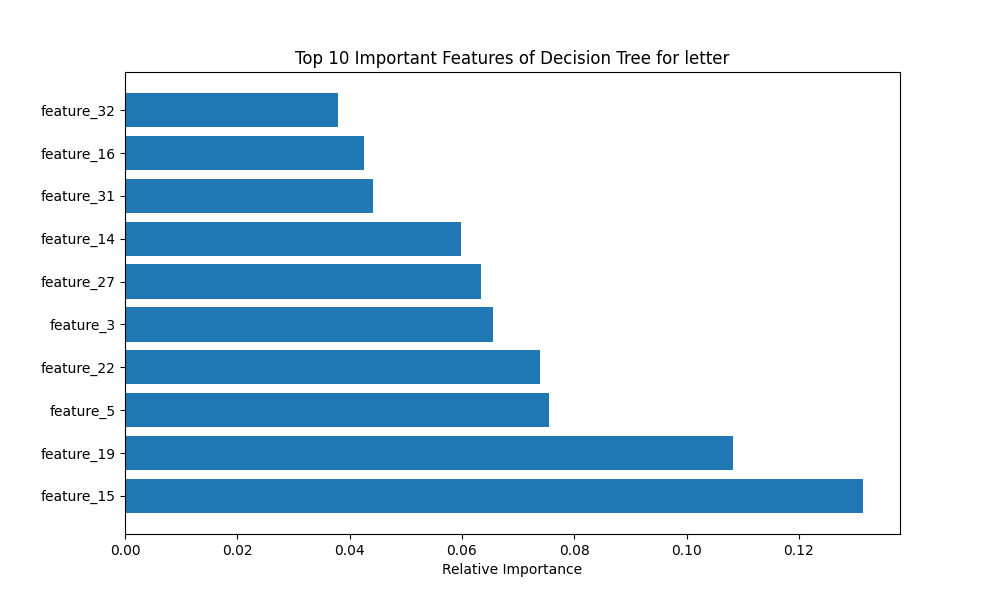 Top 10 Important Features of Decision Tree for letter
feature_32
feature_16
feature_31
feature_14
feature_27
feature_3
feature_22
feature_5
feature_19
feature_15
0.00 0.02 0.04 0.06 0.08 0.10 0.12
Relative Importance